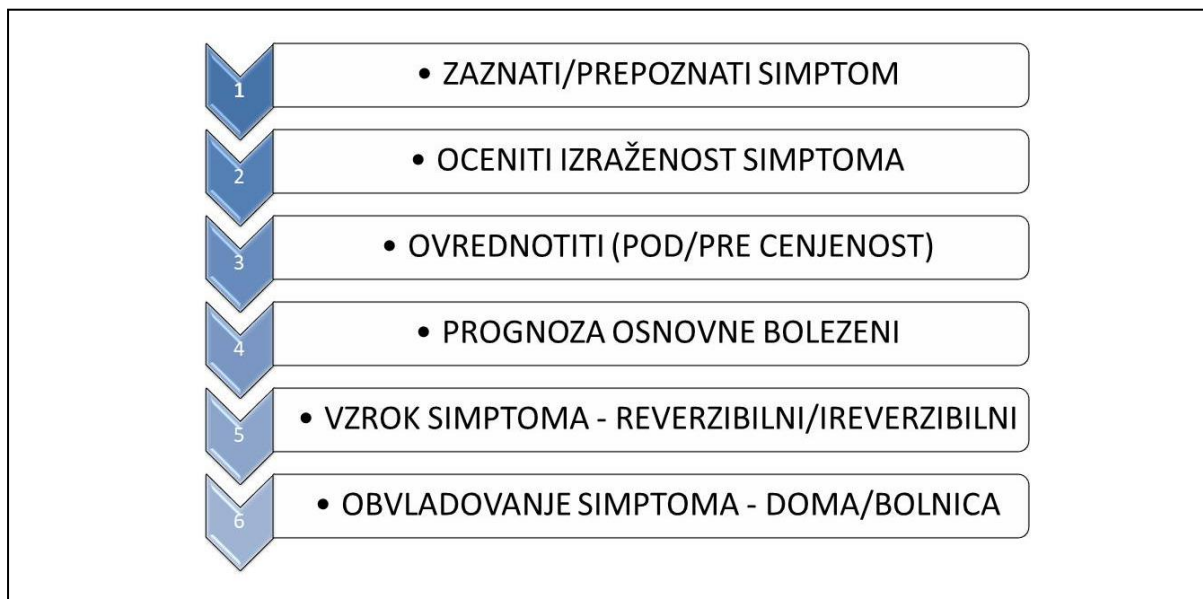 1 • ZAZNATI/PREPOZNATI SIMPTOM
2 • OCENITI IZRAŽENOST SIMPTOMA
3 • OVREDNOTITI (POD/PRE CENJENOST)
4 • PROGNOZA OSNOVNE BOLEZENI
5 • VZROK SIMPTOMA - REVERZIBILNI/IREVERZIBILNI
6 • OBVLADOVANJE SIMPTOMA - DOMA/BOLNICA